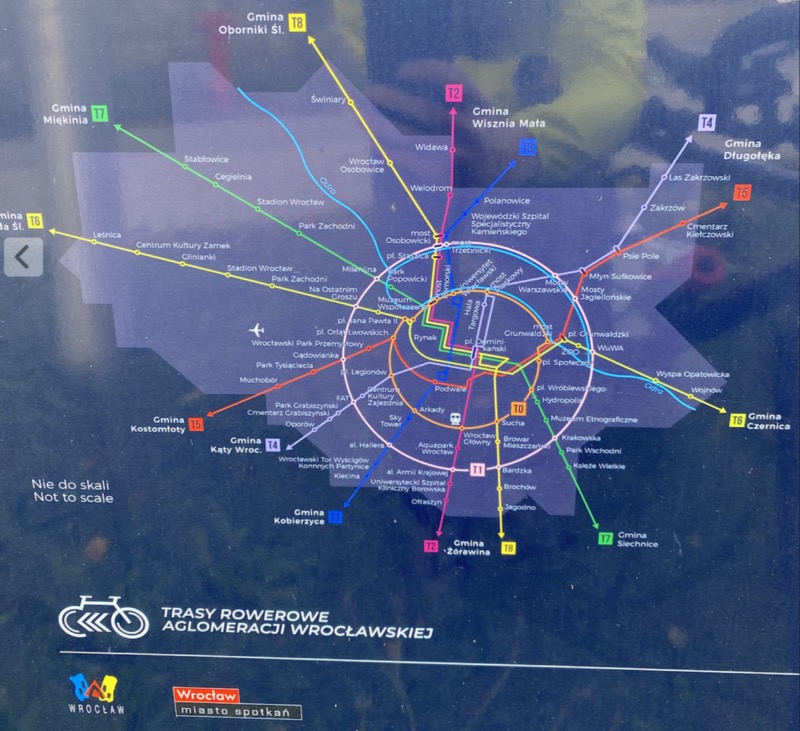 Gmina
Oborniki Śl.
T8
T2
Gmina
Wisznia Mała
Gmina
Miękinia
T7
T3
T4
Gmina
Długołęka
T5
T6
Świniary
Widawa
Wrocław
Osobowice
Welodrom
Stabłowice
Cegielnia
Stadion Wrocław
Park Zachodni
Odra
Polanowice
Wojewódzki Szpital
Specjalistyczny
Kamieńskiego
Las Zakrzowski
Zakrzów
Cmentarz
Kiełczowski
Psie Pole
Leśnica
Centrum Kultury Zamek
Glinianki
Stadion Wrocław
Park Zachodni
Na Ostatnim
Groszu
most
Osobowicki
most
Trzebnicki
pl. Staszica
Milenijna
Park
Popowicki
Muzeum
Współczesne
Uniwersytet
Wrocławski
Hala
Targowa
most
Most
Warszawski
Młyn Sułkowice
Mosty
Jagiellońskie
pl. Jana Pawła II
pl. Orląt Lwowskich
Wrocławski Park Przemysłowy
Gądowianka
Park Tysiąclecia
Muchobór
pl. Legionów
Rynek
pl. Domini-
kański
most
Grunwaldzki
pl. Grunwaldzki
ZOO
WuWA
pl. Społeczny
Wyspa Opatowicka
Wojnów
Odra
Gmina
Kostomłoty
T5
Park Grabiszyński
Cmentarz Grabiszyński
Oporów
FAT
Centrum
Kultury
Zajezdnia
Podwale
Arkady
Sky
Tower
pl. Wróblewskiego
Hydropolis
Muzeum Etnograficzne
T0
Sucha
T6
Gmina
Czernica
Gmina
Kąty Wroc.
T4
al. Hallera
Wrocław
Główny
Aquapark
Wrocław
Browar
Mieszczański
Krakowska
Park Wschodni
Księże Wielkie
Wrocławski Tor Wyścigów
Konnych Partynice
Klecina
al. Armii Krajowej
Uniwersytecki Szpital
Kliniczny Borowska
Ołtaszyn
T1
Bardzka
Brochów
Jagodno
Nie do skali
Not to scale
Gmina
Kobierzyce
T3
T2
Gmina
Żórawina
T8
T7
Gmina
Siechnice
TRASY ROWEROWE
AGLOMERACJI WROCŁAWSKIEJ
WROCŁAW
Wrocław
miasto spotkań